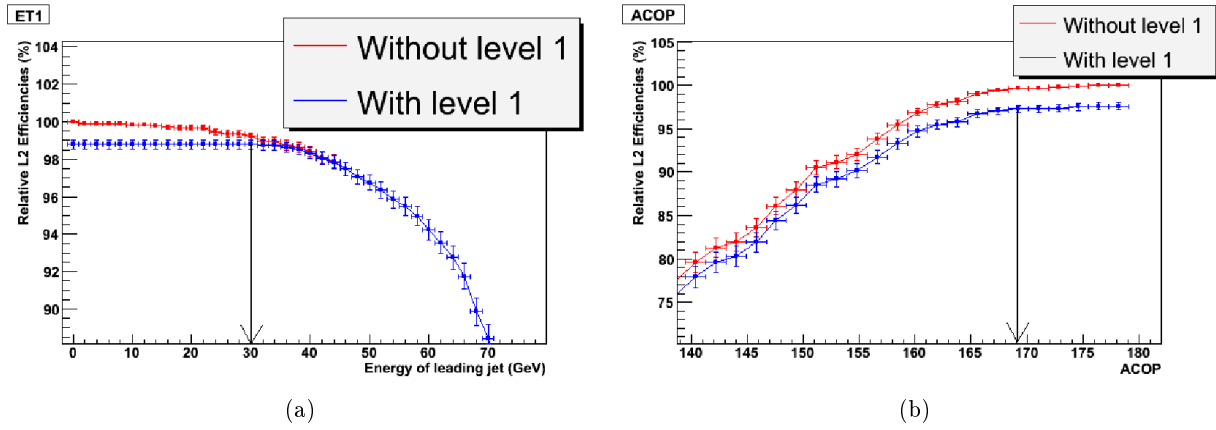 ET1
Relative L2 Efficiencies (%)
104
102
100
98
96
94
92
90
0 10 20 30 40 50 60 70
Energy of leading jet (GeV)
Without level 1
With level 1
(a)
ACOP
Relative L2 Efficiencies (%)
105
100
95
90
85
80
75
140 145 150 155 160 165 170 175 180
ACOP
Without level 1
With level 1
(b)